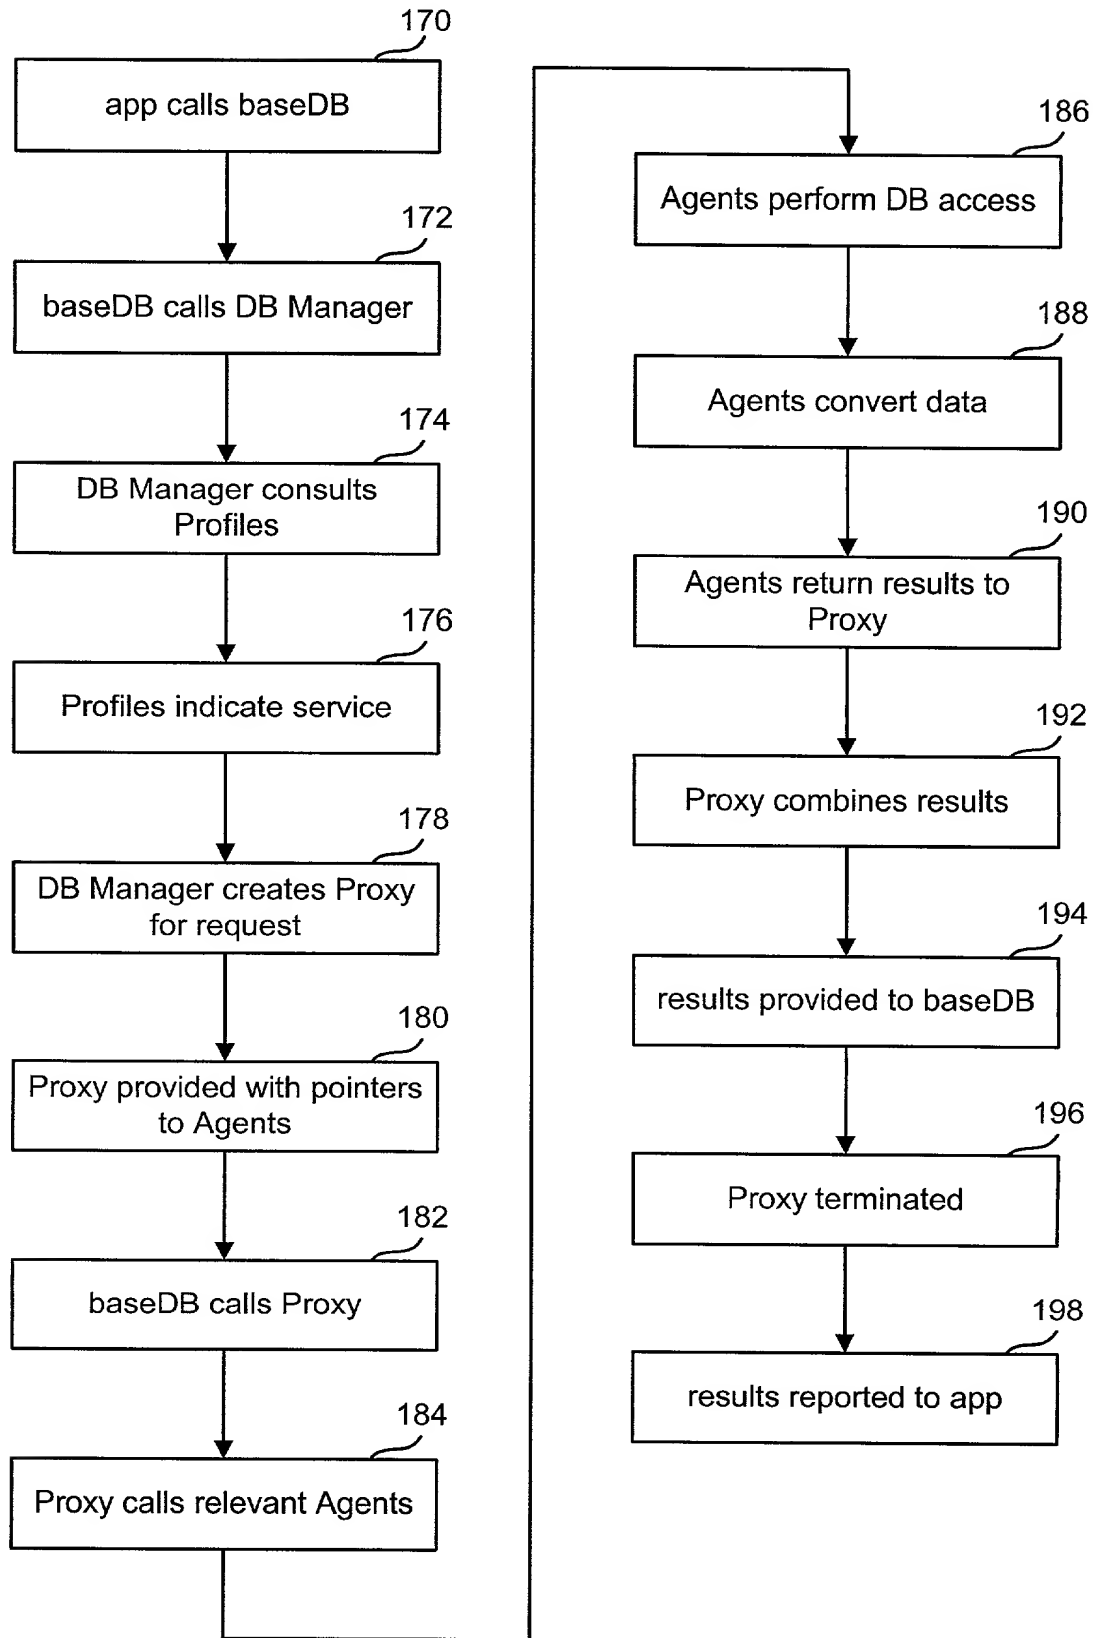 170
app calls baseDB
172
baseDB calls DB Manager
174
DB Manager consults
Profiles
176
Profiles indicate service
178
DB Manager creates Proxy
for request
180
Proxy provided with pointers
to Agents
182
baseDB calls Proxy
184
Proxy calls relevant Agents
186
Agents perform DB access
188
Agents convert data
190
Agents return results to
Proxy
192
Proxy combines results
194
results provided to baseDB
196
Proxy terminated
198
results reported to app